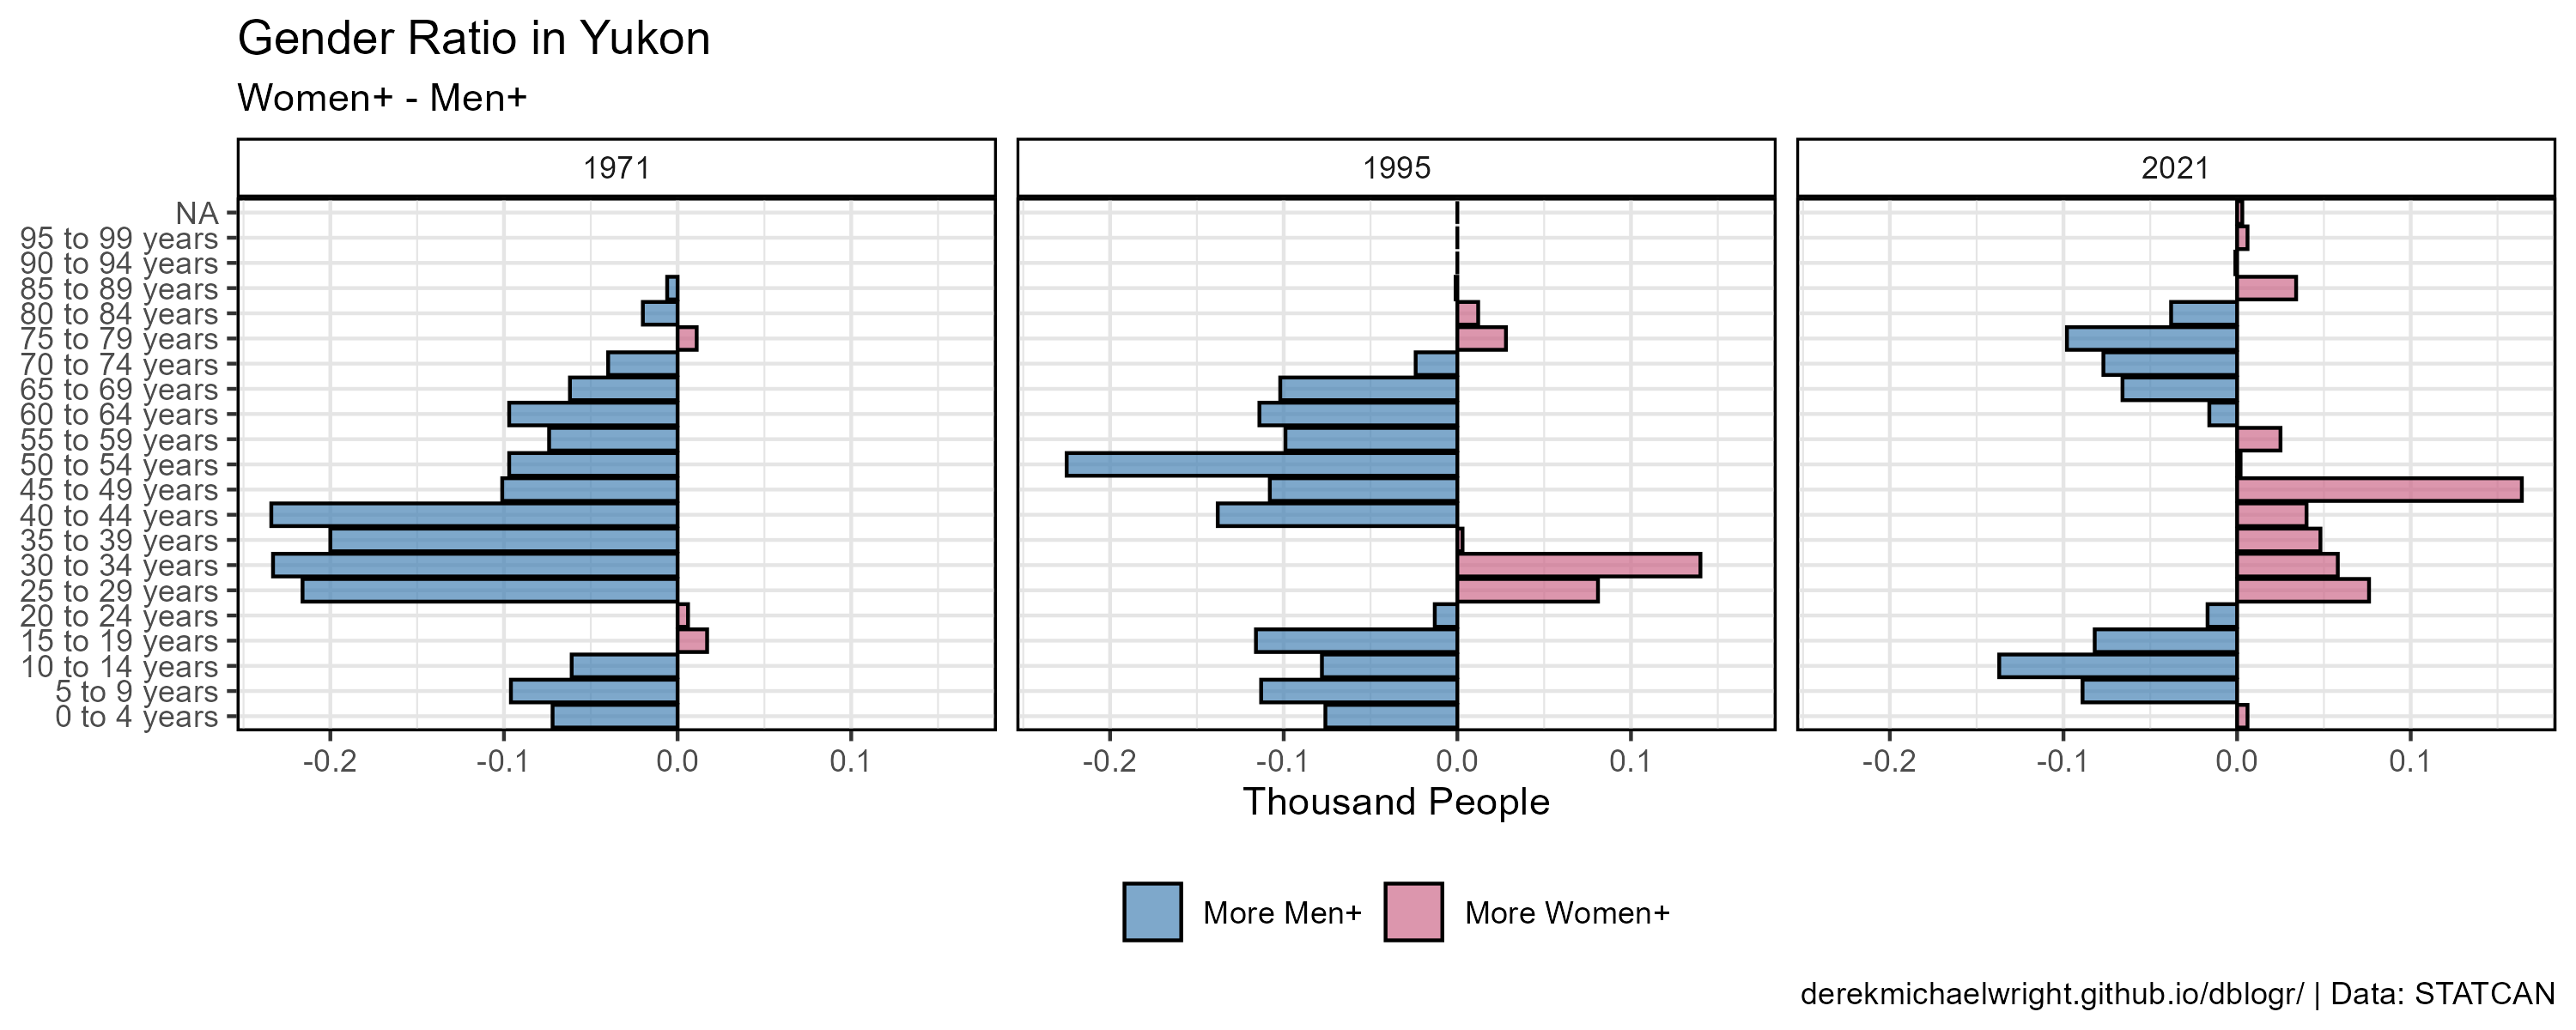 Gender Ratio in Yukon
Women+ - Men+
1971
1995
2021
NA
95 to 99 years
90 to 94 years
85 to 89 years
80 to 84 years
75 to 79 years
70 to 74 years
65 to 69 years
60 to 64 years
55 to 59 years
50 to 54 years
45 to 49 years
40 to 44 years
35 to 39 years
30 to 34 years
25 to 29 years
20 to 24 years
15 to 19 years
10 to 14 years
5 to 9 years
0 to 4 years
-0.2 -0.1 0.0 0.1
-0.2 -0.1 0.0 0.1
-0.2 -0.1 0.0 0.1
Thousand People
More Men+ More Women+
derekmichaelwright.github.io/dblogr/ | Data: STATCAN